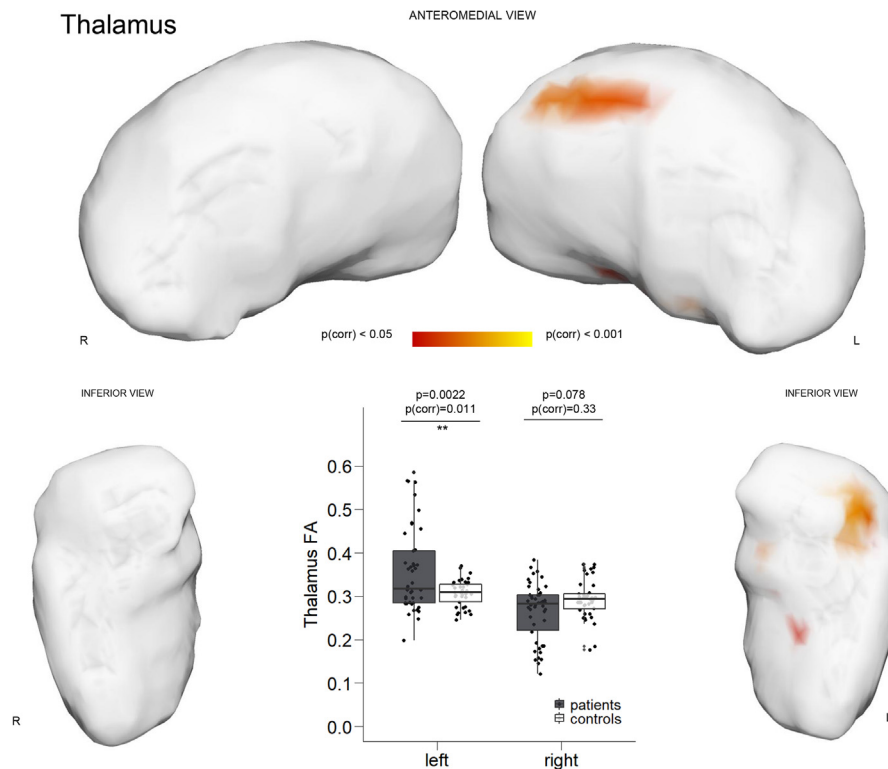 Thalamus
ANTEROMEDIAL VIEW
R
p(corr) < 0.05
p(corr) < 0.001
L
INFERIOR VIEW
p=0.0022
p(corr)=0.011
**
p=0.078
p(corr)=0.33
INFERIOR VIEW
Thalamus FA
0.6
0.5
0.4
0.3
0.2
0.1
0.0
patients
controls
left
right
R